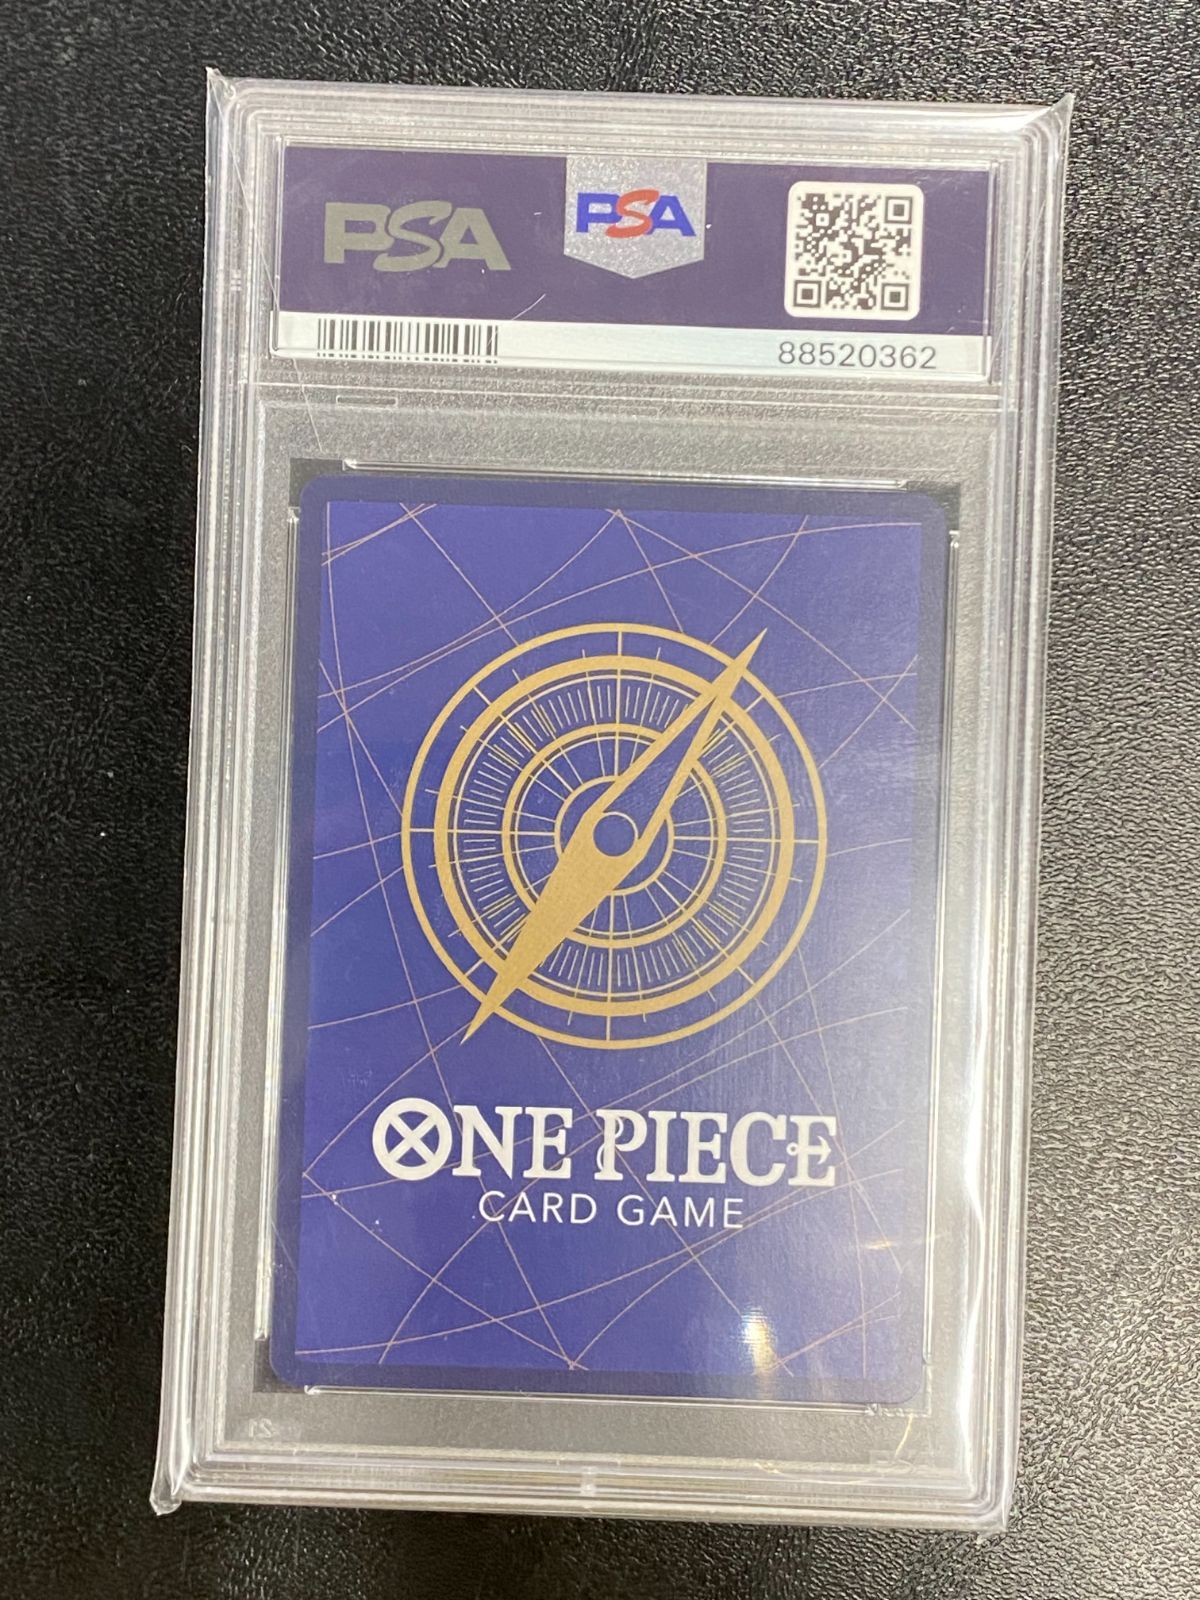 PSA
PSA
88520362
ONE PIECE
CARD GAME